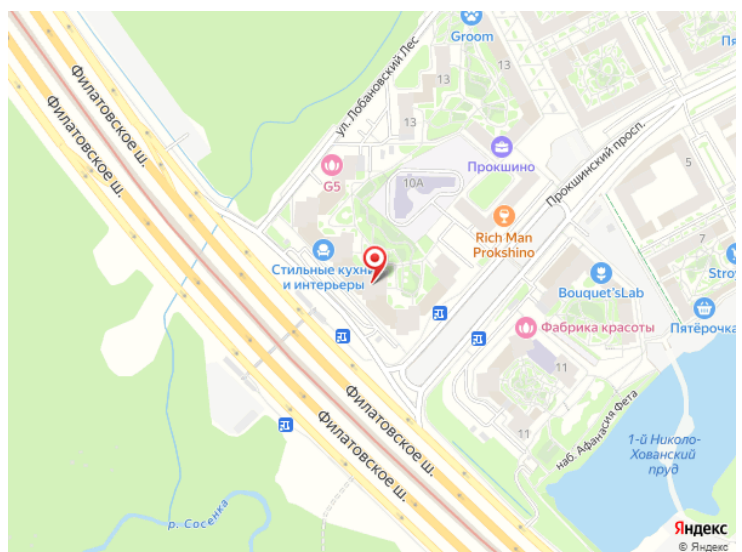 Groom
Пя
ул. Лобановский Лес
13
13
13
Филатовское ш.
Филатовское ш.
Прокшино
Прокшинский просп.
5
G5
10А
Rich Man
Prokshino
7
Стильные кухни
и интерьеры
Stroy
Bouquet'sLab
Пятёрочка
Фабрика красоты
11
11
наб. Афанасия Фета
1-й Николо-
Хованский
пруд
Филатовское ш.
Филатовское ш.
р. Сосенка
Яндекс
© Яндекс